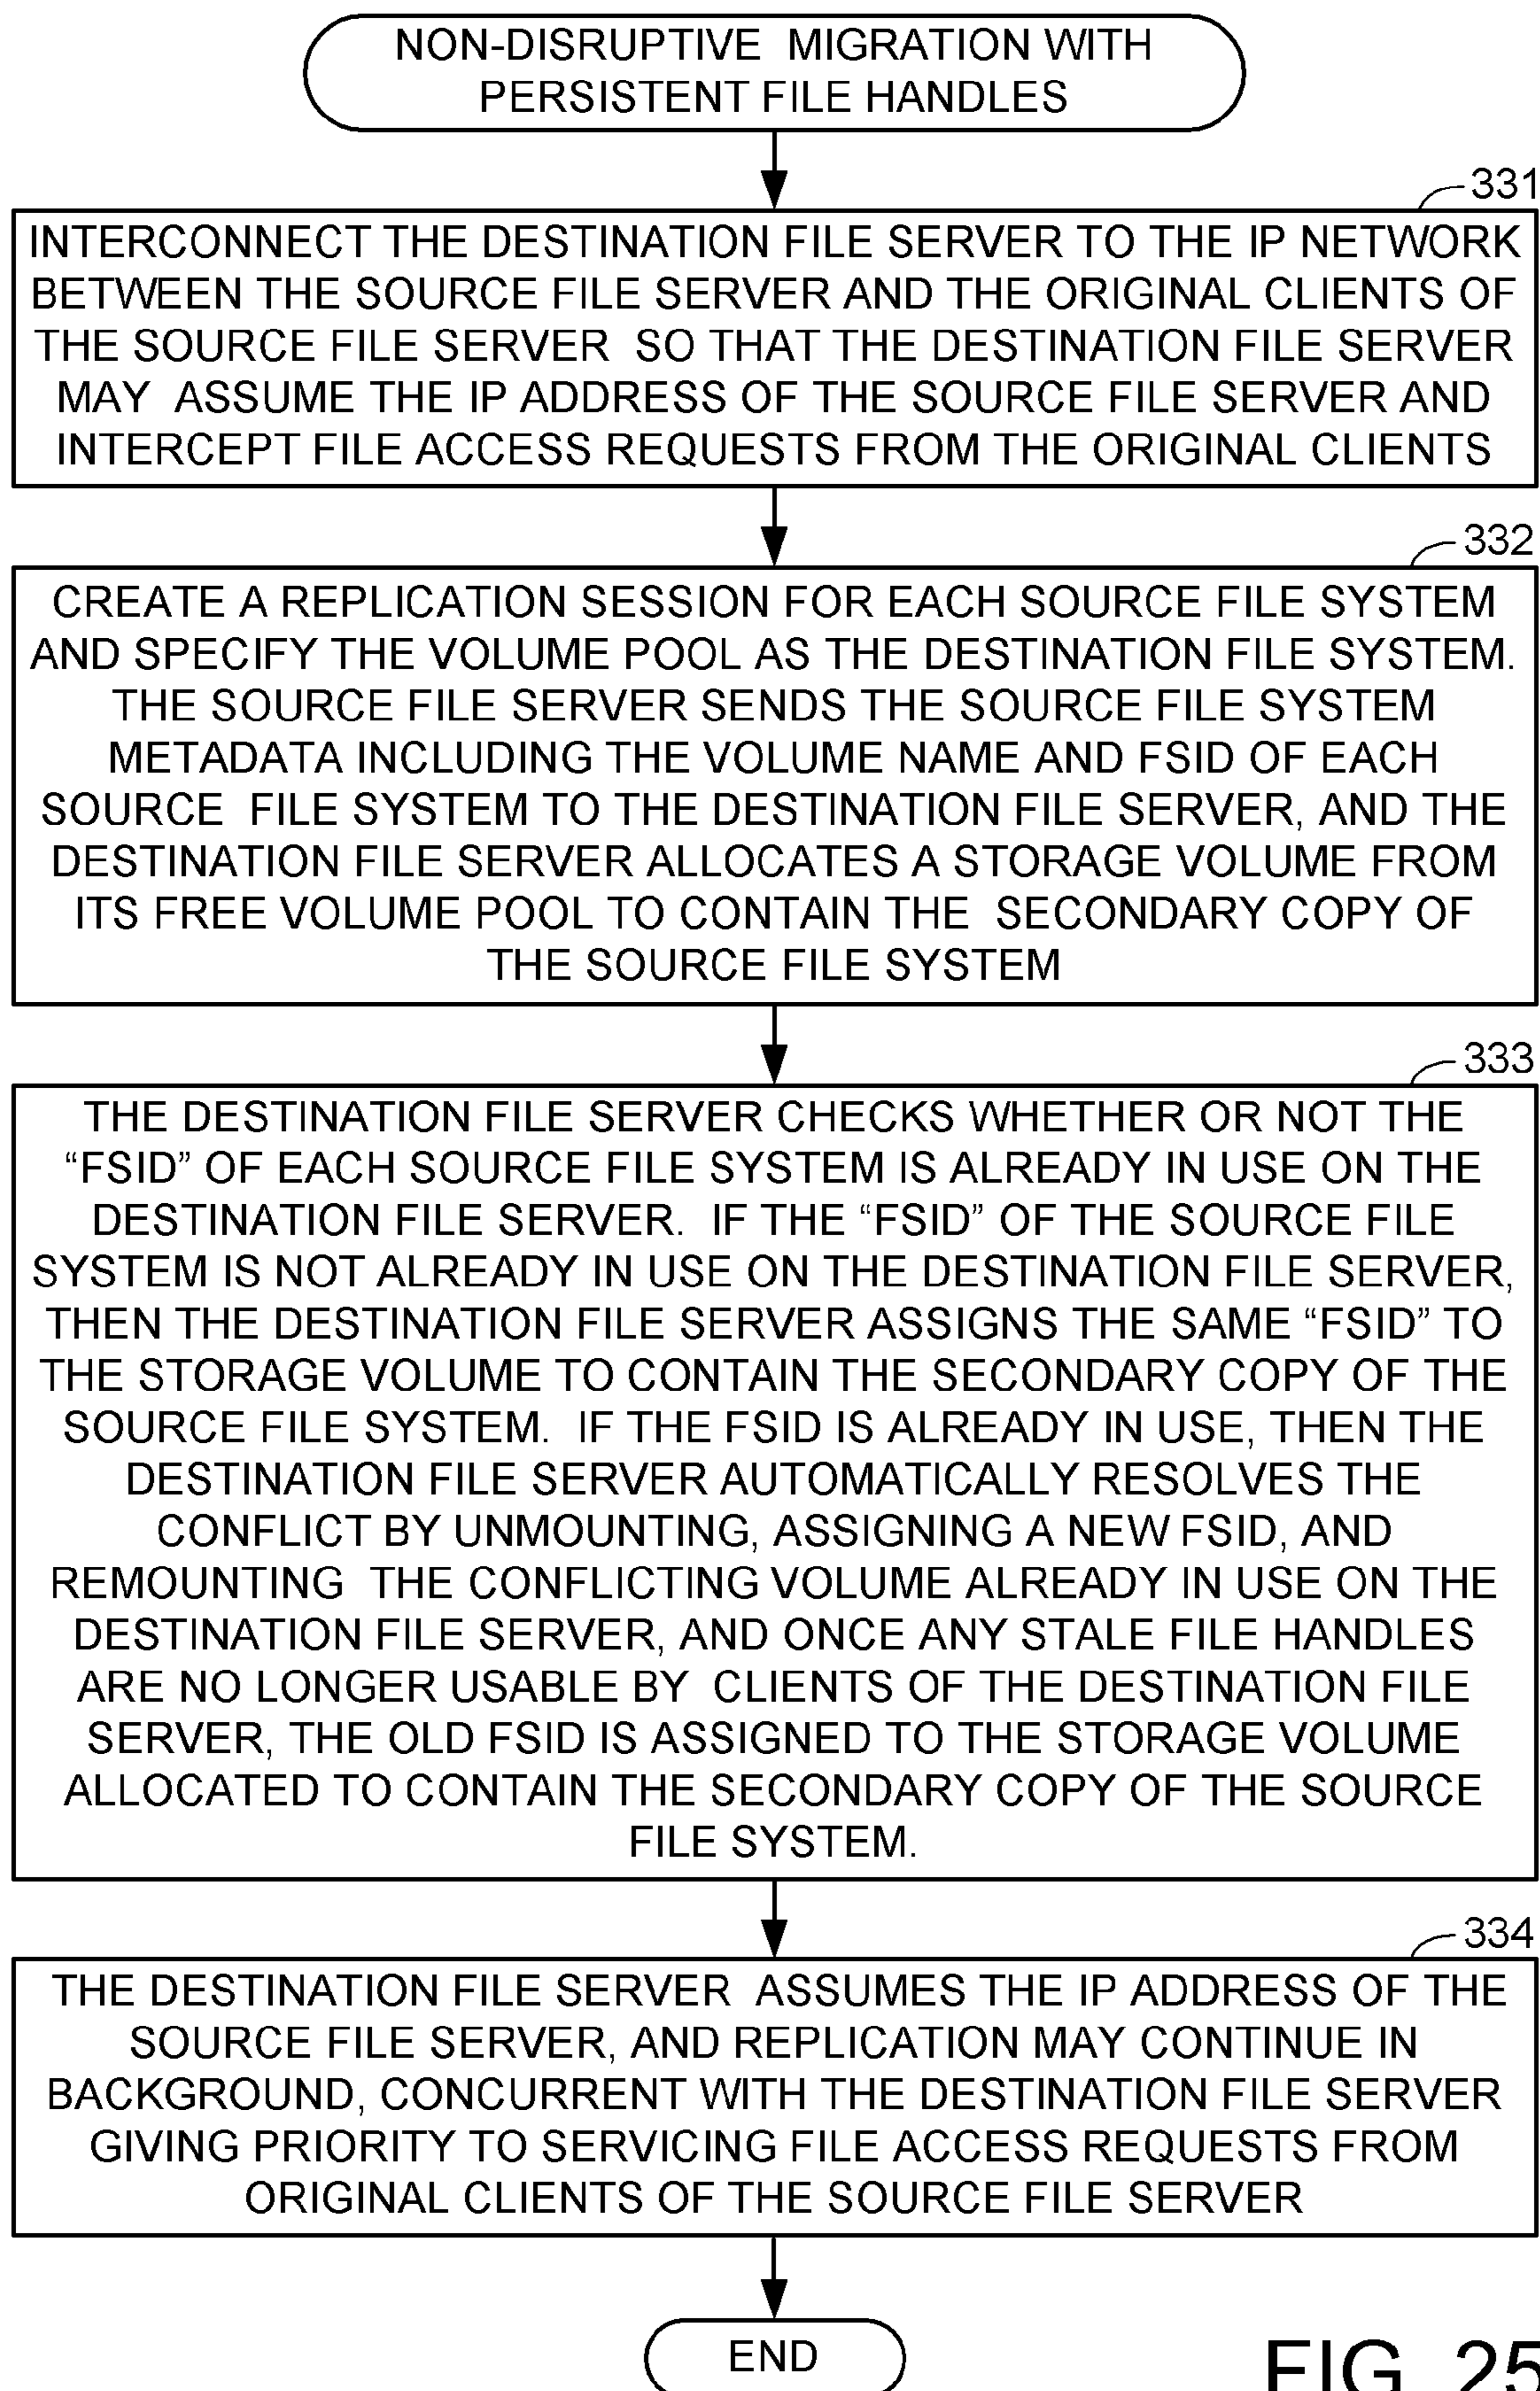 NON-DISRUPTIVE MIGRATION WITH
PERSISTENT FILE HANDLES
331
INTERCONNECT THE DESTINATION FILE SERVER TO THE IP NETWORK
BETWEEN THE SOURCE FILE SERVER AND THE ORIGINAL CLIENTS OF
THE SOURCE FILE SERVER SO THAT THE DESTINATION FILE SERVER
MAY ASSUME THE IP ADDRESS OF THE SOURCE FILE SERVER AND
INTERCEPT FILE ACCESS REQUESTS FROM THE ORIGINAL CLIENTS
332
CREATE A REPLICATION SESSION FOR EACH SOURCE FILE SYSTEM
AND SPECIFY THE VOLUME POOL AS THE DESTINATION FILE SYSTEM.
THE SOURCE FILE SERVER SENDS THE SOURCE FILE SYSTEM
METADATA INCLUDING THE VOLUME NAME AND FSID OF EACH
SOURCE FILE SYSTEM TO THE DESTINATION FILE SERVER, AND THE
DESTINATION FILE SERVER ALLOCATES A STORAGE VOLUME FROM
ITS FREE VOLUME POOL TO CONTAIN THE SECONDARY COPY OF
THE SOURCE FILE SYSTEM
333
THE DESTINATION FILE SERVER CHECKS WHETHER OR NOT THE
“FSID” OF EACH SOURCE FILE SYSTEM IS ALREADY IN USE ON THE
DESTINATION FILE SERVER. IF THE “FSID” OF THE SOURCE FILE
SYSTEM IS NOT ALREADY IN USE ON THE DESTINATION FILE SERVER,
THEN THE DESTINATION FILE SERVER ASSIGNS THE SAME “FSID” TO
THE STORAGE VOLUME TO CONTAIN THE SECONDARY COPY OF THE
SOURCE FILE SYSTEM. IF THE FSID IS ALREADY IN USE, THEN THE
DESTINATION FILE SERVER AUTOMATICALLY RESOLVES THE
CONFLICT BY UNMOUNTING, ASSIGNING A NEW FSID, AND
REMOUNTING THE CONFLICTING VOLUME ALREADY IN USE ON THE
DESTINATION FILE SERVER, AND ONCE ANY STALE FILE HANDLES
ARE NO LONGER USABLE BY CLIENTS OF THE DESTINATION FILE
SERVER, THE OLD FSID IS ASSIGNED TO THE STORAGE VOLUME
ALLOCATED TO CONTAIN THE SECONDARY COPY OF THE SOURCE
FILE SYSTEM.
334
THE DESTINATION FILE SERVER ASSUMES THE IP ADDRESS OF THE
SOURCE FILE SERVER, AND REPLICATION MAY CONTINUE IN
BACKGROUND, CONCURRENT WITH THE DESTINATION FILE SERVER
GIVING PRIORITY TO SERVICING FILE ACCESS REQUESTS FROM
ORIGINAL CLIENTS OF THE SOURCE FILE SERVER
END
FIG. 25